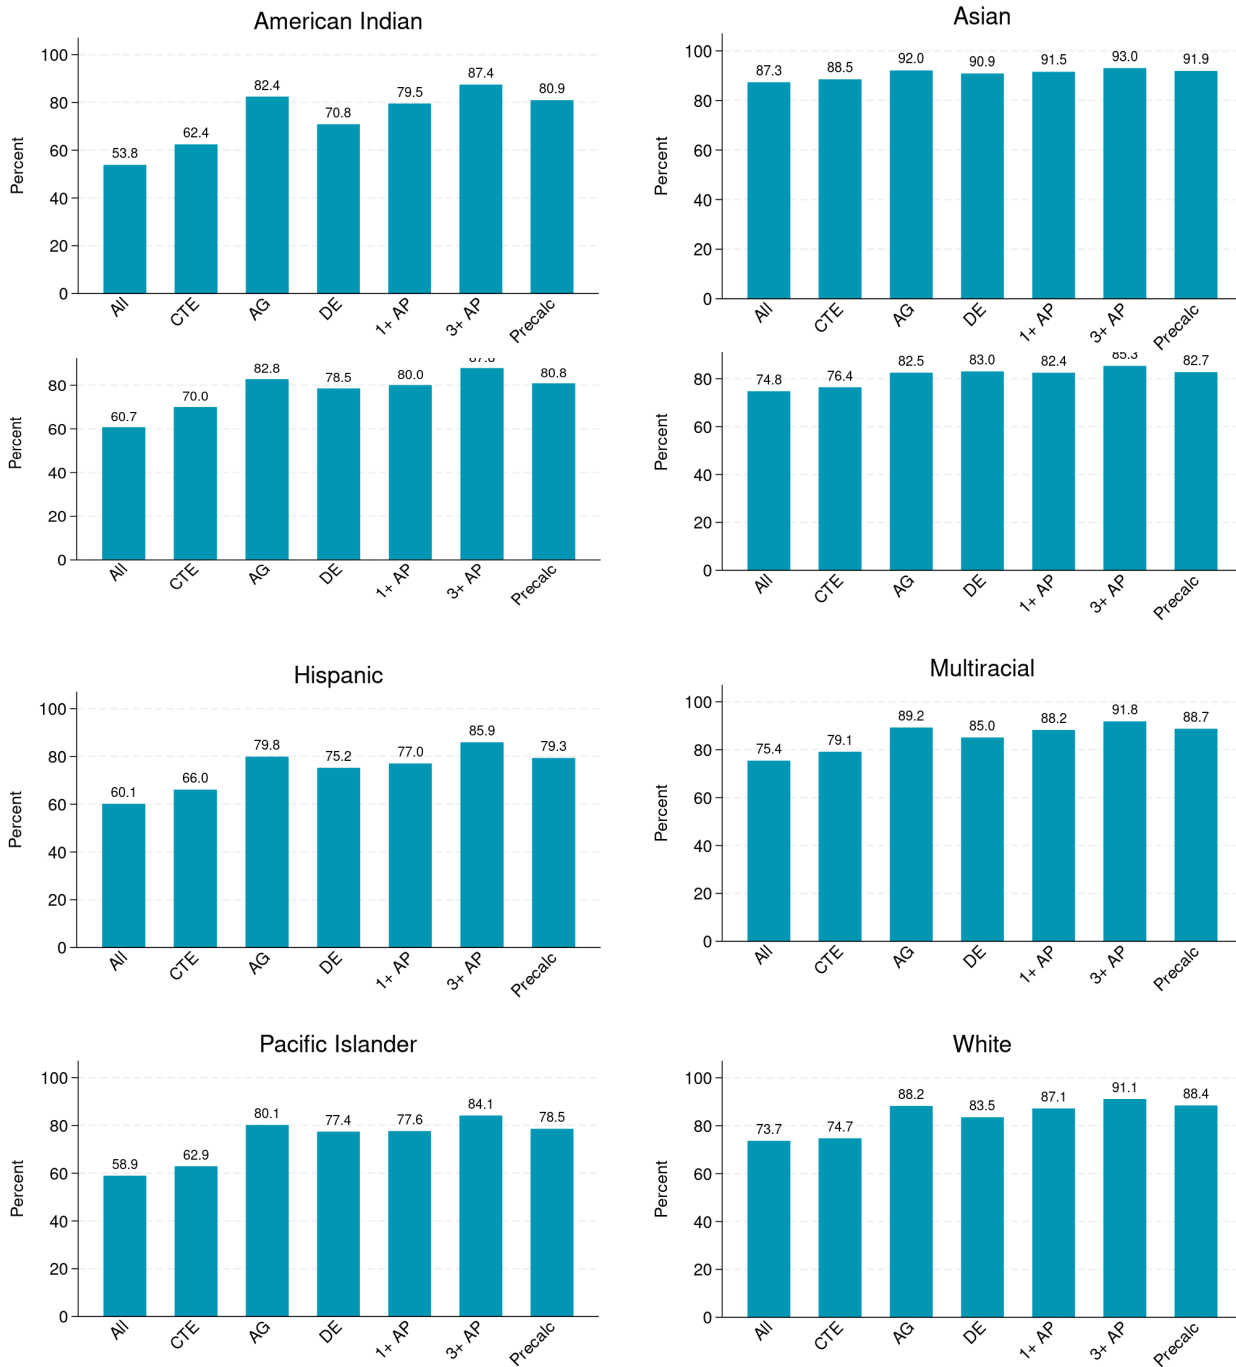 American Indian
Percent
100
80
60
40
20
0
53.8
62.4
82.4
70.8
79.5
87.4
80.9
All
CTE
AG
DE
1+ AP
3+ AP
Precalc
Asian
Percent
100
80
60
40
20
0
87.3
88.5
92.0
90.9
91.5
93.0
91.9
All
CTE
AG
DE
1+ AP
3+ AP
Precalc
Percent
80
60
40
20
0
60.7
70.0
82.8
78.5
80.0
80.8
All
CTE
AG
DE
1+ AP
3+ AP
Precalc
Percent
80
60
40
20
0
74.8
76.4
82.5
83.0
82.4
85.3
82.7
All
CTE
AG
DE
1+ AP
3+ AP
Precalc
Hispanic
Percent
100
80
60
40
20
0
60.1
66.0
79.8
75.2
77.0
85.9
79.3
All
CTE
AG
DE
1+ AP
3+ AP
Precalc
Multiracial
Percent
100
80
60
40
20
0
75.4
79.1
89.2
85.0
88.2
91.8
88.7
All
CTE
AG
DE
1+ AP
3+ AP
Precalc
Pacific Islander
Percent
100
80
60
40
20
0
58.9
62.9
80.1
77.4
77.6
84.1
78.5
All
CTE
AG
DE
1+ AP
3+ AP
Precalc
White
Percent
100
80
60
40
20
0
73.7
74.7
88.2
83.5
87.1
91.1
88.4
All
CTE
AG
DE
1+ AP
3+ AP
Precalc